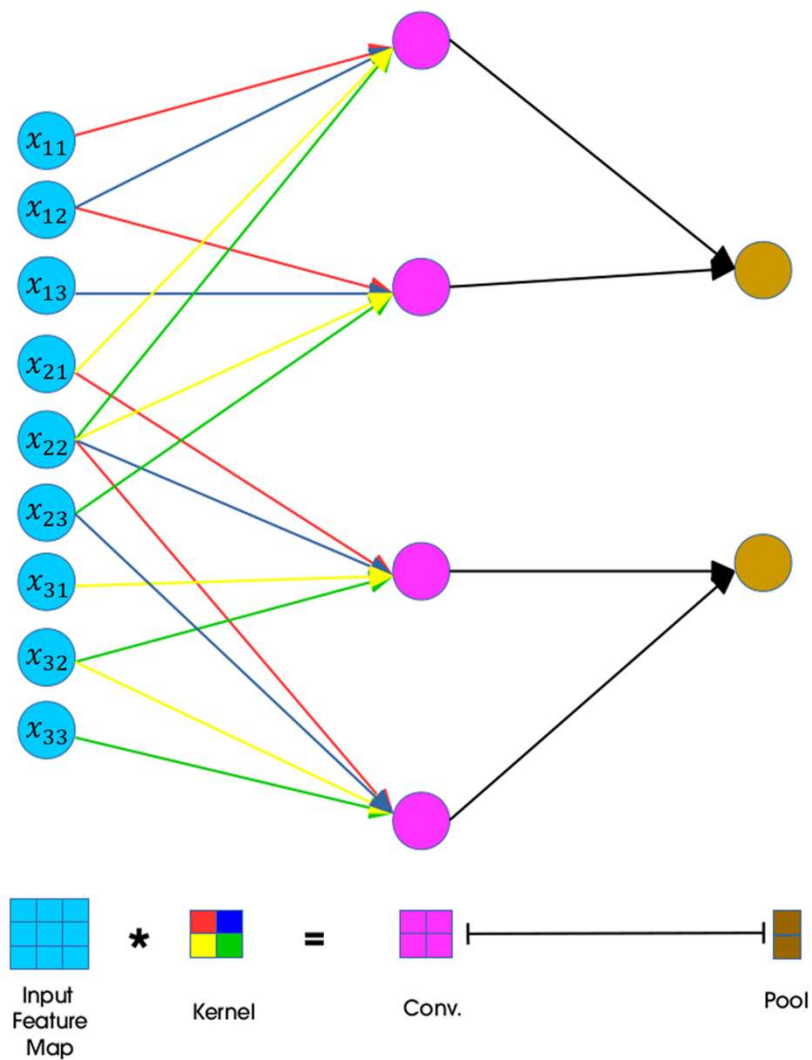 x₁₁
x₁₂
x₁₃
x₂₁
x₂₂
x₂₃
x₃₁
x₃₂
x₃₃
* =
Input
Feature
Map
Kernel
Conv.
Pool